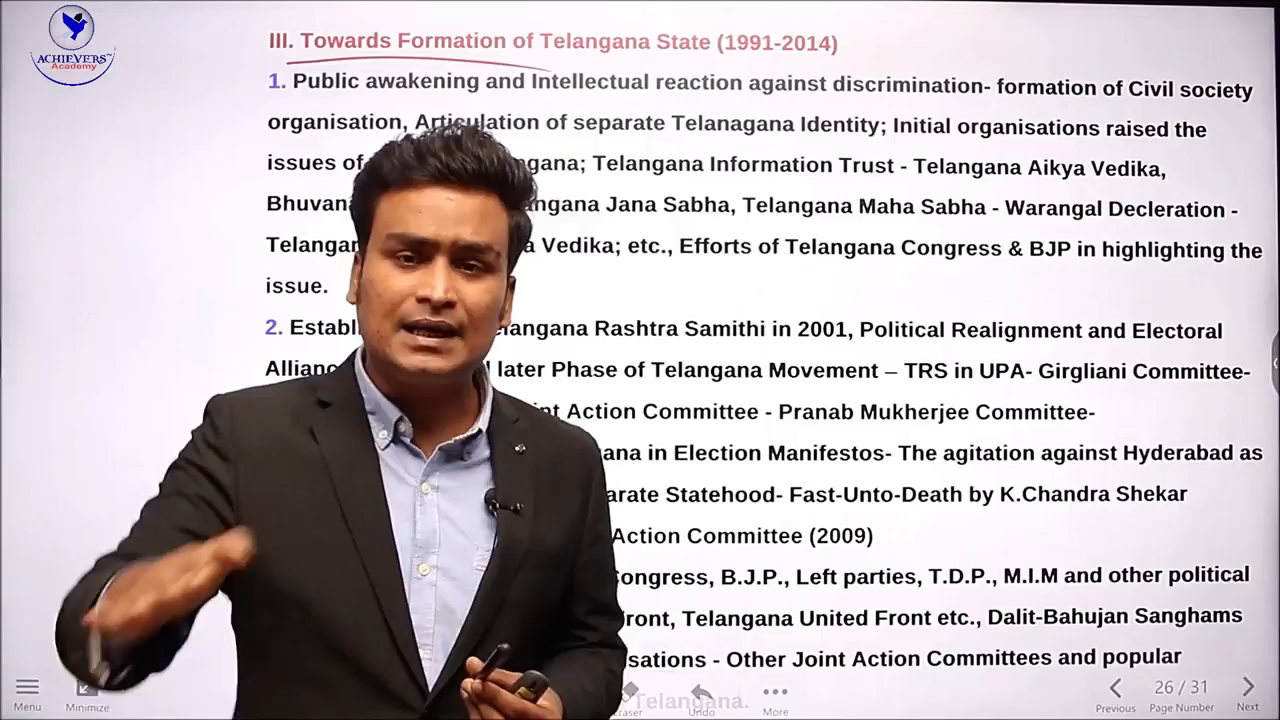 ACHIEVERS
Academy
III. Towards Formation of Telangana State (1991-2014)
1. Public awakening and Intellectual reaction against discrimination- formation of Civil society
organisation, Articulation of separate Telanagana Identity; Initial organisations raised the
issues of ngana; Telangana Information Trust - Telangana Aikya Vedika,
Bhuvana ngana Jana Sabha, Telangana Maha Sabha - Warangal Decleration -
Telangan a Vedika; etc., Efforts of Telangana Congress & BJP in highlighting the
issue.
2. Establi elangana Rashtra Samithi in 2001, Political Realignment and Electoral
Allianc l later Phase of Telangana Movement – TRS in UPA- Girgliani Committee-
int Action Committee - Pranab Mukherjee Committee-
ana in Election Manifestos- The agitation against Hyderabad as
arate Statehood- Fast-Unto-Death by K.Chandra Shekar
Action Committee (2009)
Congress, B.J.P., Left parties, T.D.P., M.I.M and other political
ront, Telangana United Front etc., Dalit-Bahujan Sanghams
isations - Other Joint Action Committees and popular
Telangana.
Menu Minimize Eraser Undo More Previous 26 / 31 Page Number Next